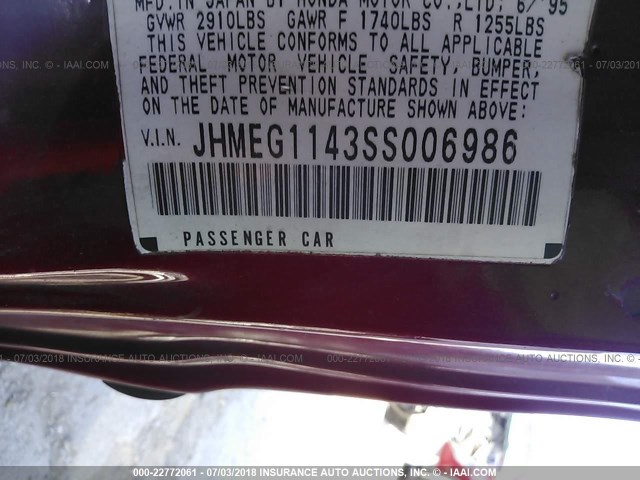 MFD.IN JAPAN BY HONDA MOTOR CO.,LTD; 6/'95
GVWR 2910LBS GAWR F 1740LBS R 1255LBS
THIS VEHICLE CONFORMS TO ALL APPLICABLE
FEDERAL MOTOR VEHICLE SAFETY, BUMPER,
AND THEFT PREVENTION STANDARDS IN EFFECT
ON THE DATE OF MANUFACTURE SHOWN ABOVE:
V.I.N. JHMEG1143SS006986
PASSENGER CAR
000-22772061 - 07/03/2018 INSURANCE AUTO AUCTIONS, INC. - © IAAI.COM